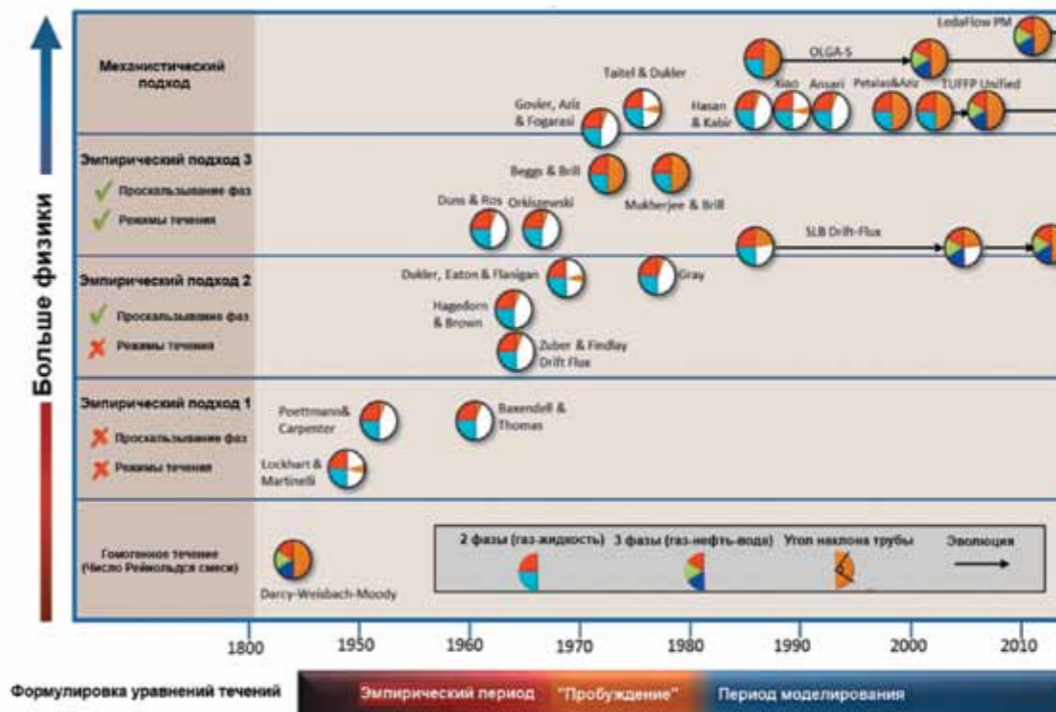 Больше физики
Механистический
подход
LedaFlow PM
OLGA-S
Taitel & Dukler
Govier, Aziz
& Fogarasi
Hasan
& Kabir
Xiao
Ansari
Petalas&Aziz
TUFFP Unified
Эмпирический подход 3
Проскальзывание фаз
Режимы течения
Beggs & Brill
Mukherjee & Brill
Duns & Ros
Orkiszewski
SLB Drift-Flux
Эмпирический подход 2
Проскальзывание фаз
Режимы течения
Dukler, Eaton & Flanigan
Gray
Hagedorn
& Brown
Zuber & Findlay
Drift Flux
Эмпирический подход 1
Проскальзывание фаз
Режимы течения
Poettmann&
Carpenter
Baxendell &
Thomas
Lockhart &
Martinelli
Гомогенное течение
(Число Рейнольдса смеси)
Darcy-Weisbach-Moody
2 фазы (газ-жидкость)
3 фазы (газ-нефть-вода)
Угол наклона трубы
Эволюция
1800
1950
1960
1970
1980
1990
2000
2010
Формулировка уравнений течений
Эмпирический период
"Пробуждение"
Период моделирования